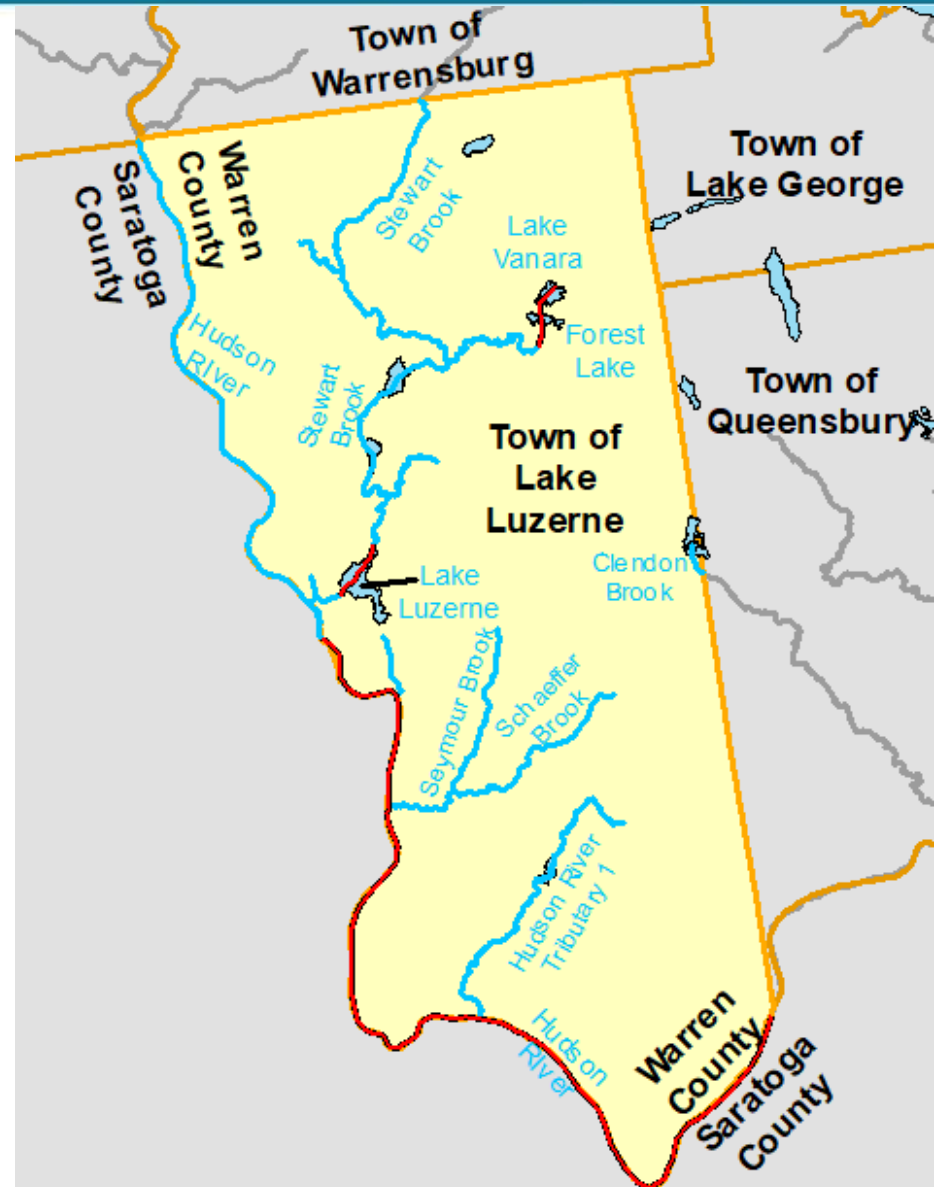 Town of
Warrensburg
Town of
Lake George
Warren
County
Saratoga
County
Stewart
Brook
Lake
Vanara
Hudson
River
Forest
Lake
Stewart
Brook
Town of
Queensbury
Town of
Lake
Luzerne
Clendon
Brook
Lake
Luzerne
Seymour Brook
Schaeffer
Brook
Hudson River
Tributary 1
Hudson
River
Warren
County
Saratoga
County